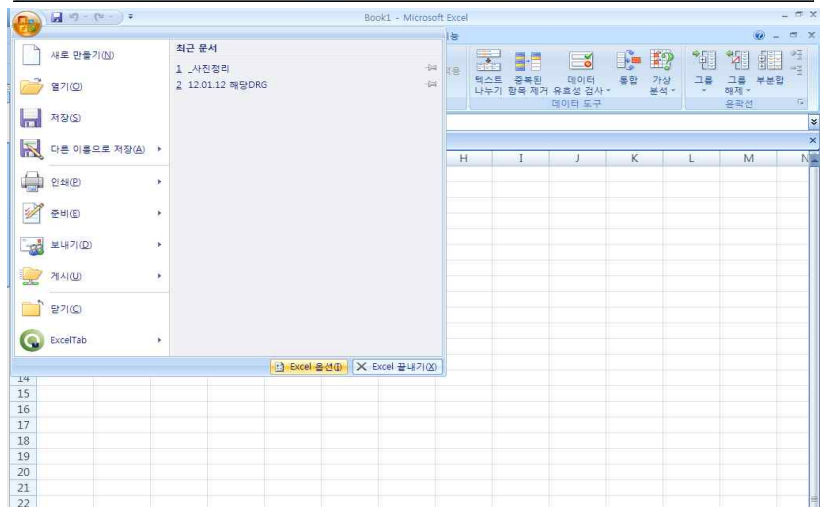 Book1 - Microsoft Excel
능
새로 만들기(N)
열기(O)
저장(S)
다른 이름으로 저장(A)
인쇄(P)
준비(E)
보내기(D)
게시(U)
닫기(C)
ExcelTab
최근 문서
1 _사진정리
2 12.01.12 해당DRG
Excel 옵션(I)
Excel 끝내기(X)
적용
텍스트 나누기
중복된 항목 제거
데이터 유효성 검사
통합
가상 분석
데이터 도구
그룹
그룹 해제
부분합
윤곽선
H I J K L M N
14
15
16
17
18
19
20
21
22